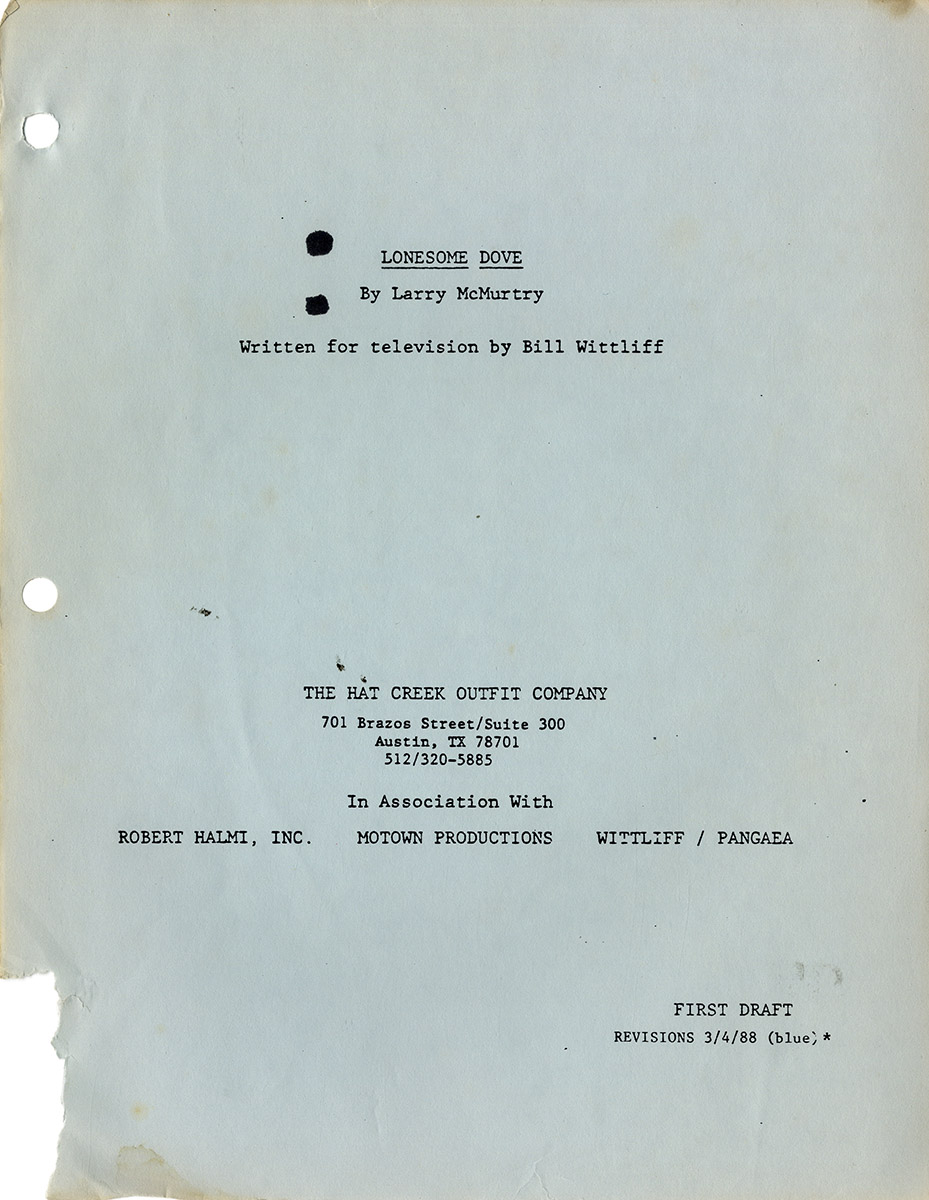 LONESOME DOVE
By Larry McMurtry
Written for television by Bill Wittliff
THE HAT CREEK OUTFIT COMPANY
701 Brazos Street/Suite 300
Austin, TX 78701
512/320-5885
In Association With
ROBERT HALMI, INC. MOTOWN PRODUCTIONS WITTLIFF / PANGAEA
FIRST DRAFT
REVISIONS 3/4/88 (blue)*